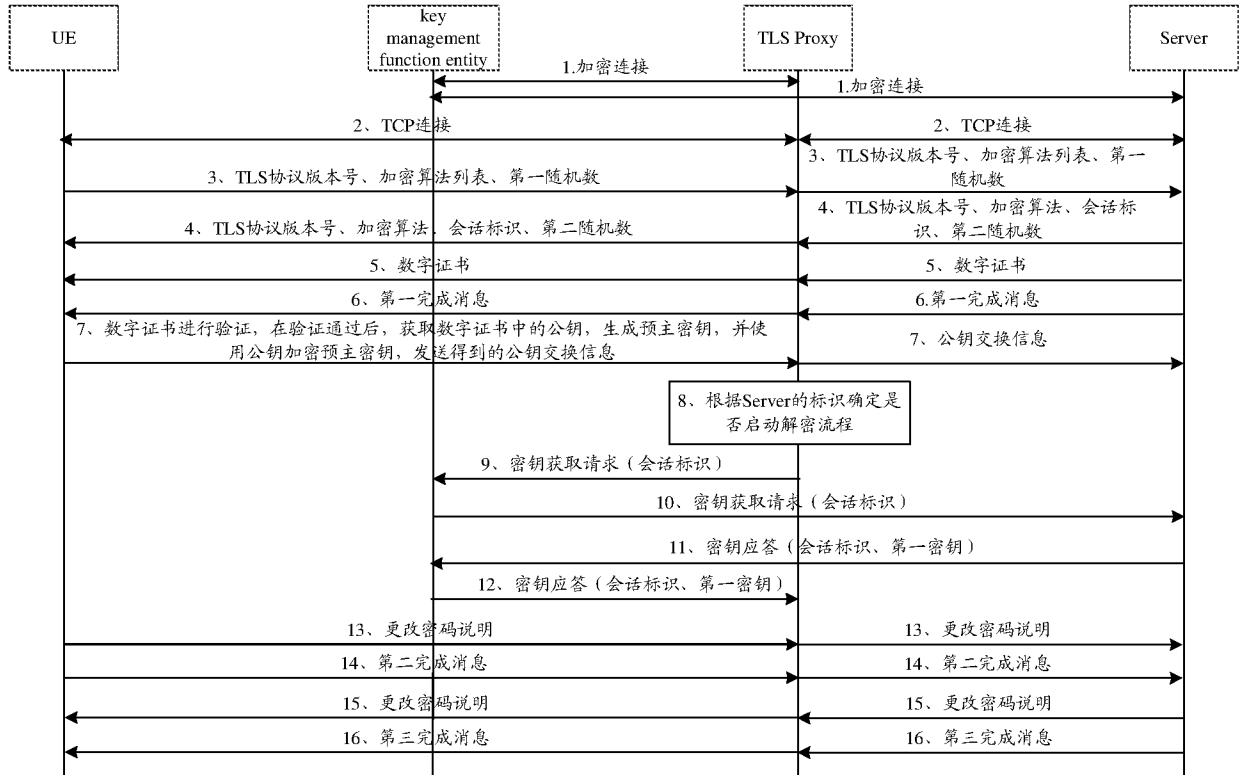 UE
key
management
function entity
TLS Proxy
Server
1.加密连接
1.加密连接
2、TCP连接
2、TCP连接
3、TLS协议版本号、加密算法列表、第一随机数
3、TLS协议版本号、加密算法列表、第一
随机数
4、TLS协议版本号、加密算法、会话标识、第二随机数
4、TLS协议版本号、加密算法、会话标
识、第二随机数
5、数字证书
5、数字证书
6、第一完成消息
6.第一完成消息
7、数字证书进行验证，在验证通过后，获取数字证书中的公钥，生成预主密钥，并使
用公钥加密预主密钥，发送得到的公钥交换信息
7、公钥交换信息
8、根据Server的标识确定是
否启动解密流程
9、密钥获取请求（会话标识）
10、密钥获取请求（会话标识）
11、密钥应答（会话标识、第一密钥）
12、密钥应答（会话标识、第一密钥）
13、更改密码说明
13、更改密码说明
14、第二完成消息
14、第二完成消息
15、更改密码说明
15、更改密码说明
16、第三完成消息
16、第三完成消息